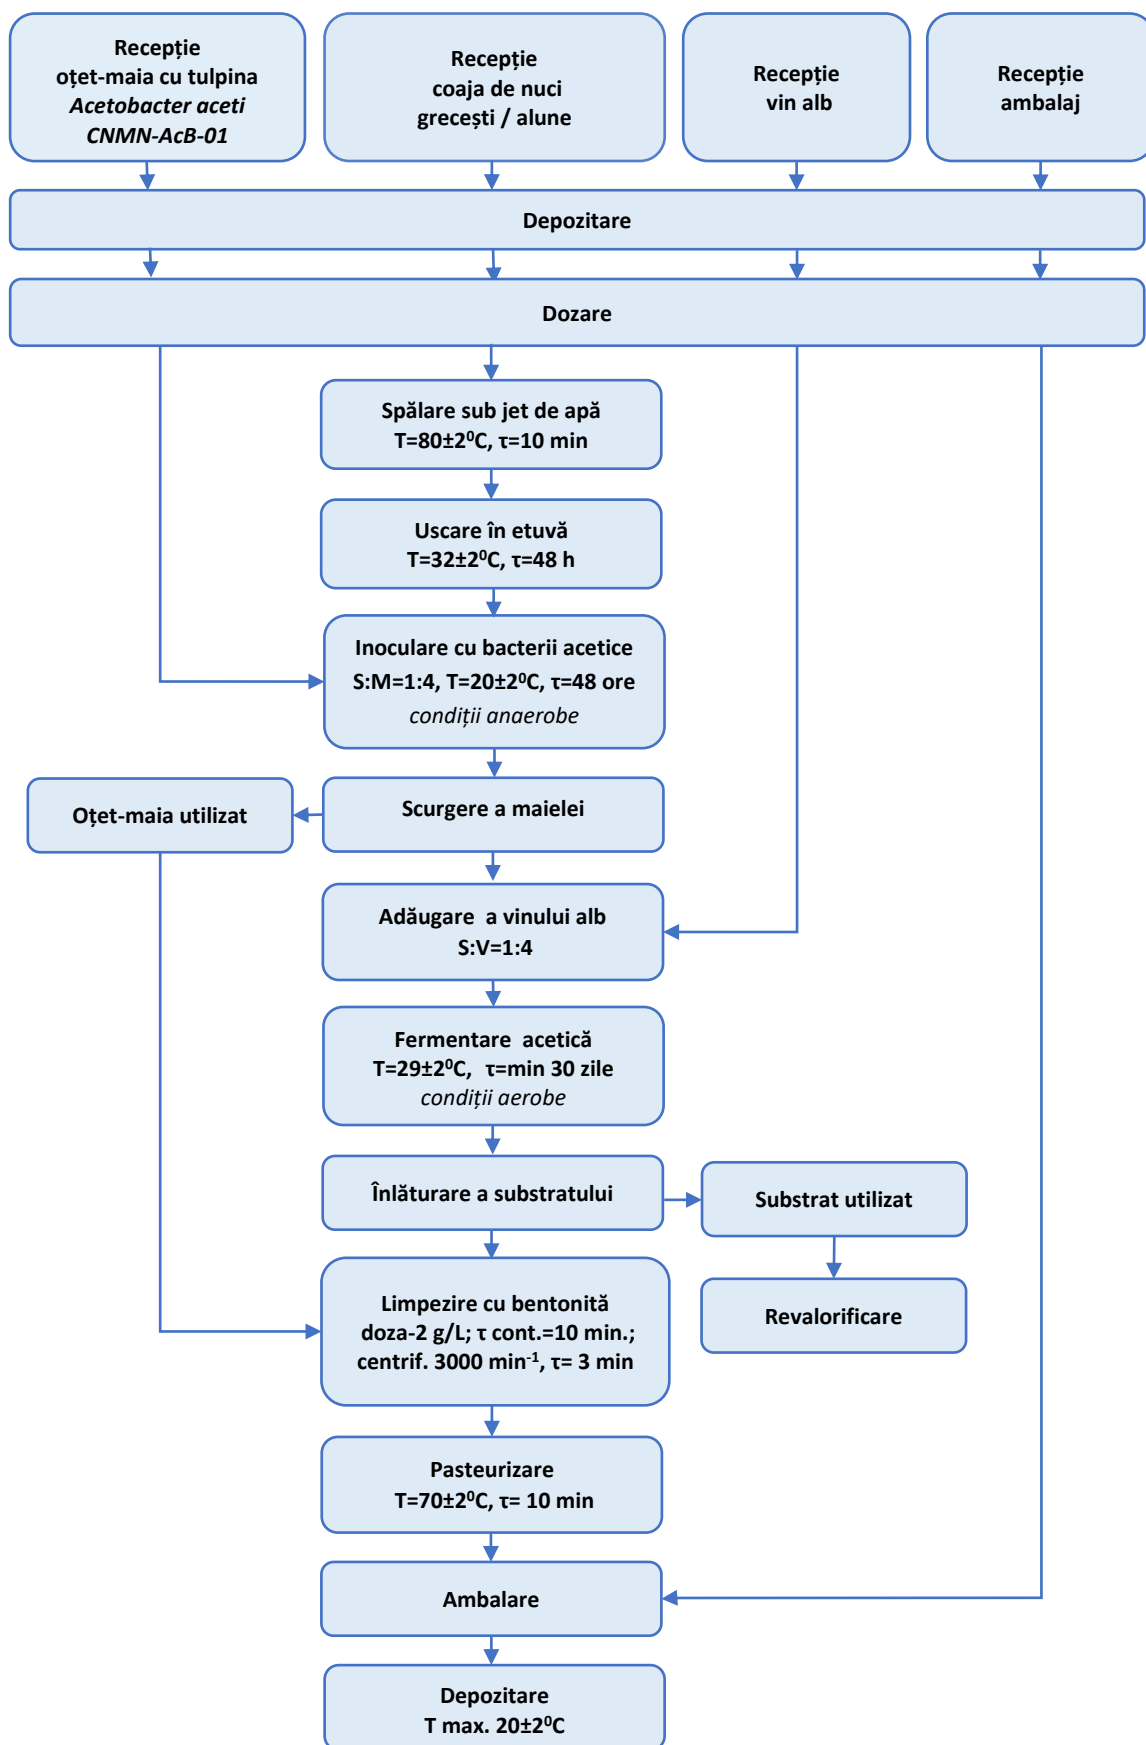 Recepție
oțet-maia cu tulpina
Acetobacter aceti
CNMN-AcB-01
Recepție
coaja de nuci
grecești / alune
Recepție
vin alb
Recepție
ambalaj
Depozitare
Dozare
Spălare sub jet de apă
T=80±2⁰C, τ=10 min
Uscare în etuvă
T=32±2⁰C, τ=48 h
Inoculare cu bacterii acetice
S:M=1:4, T=20±2⁰C, τ=48 ore
condiții anaerobe
Oțet-maia utilizat
Scurgere a maielei
Adăugare a vinului alb
S:V=1:4
Fermentare acetică
T=29±2⁰C, τ=min 30 zile
condiții aerobe
Înlăturare a substratului
Substrat utilizat
Revalorificare
Limpezire cu bentonită
doza-2 g/L; τ cont.=10 min.;
centrif. 3000 min⁻¹, τ= 3 min
Pasteurizare
T=70±2⁰C, τ= 10 min
Ambalare
Depozitare
T max. 20±2⁰C